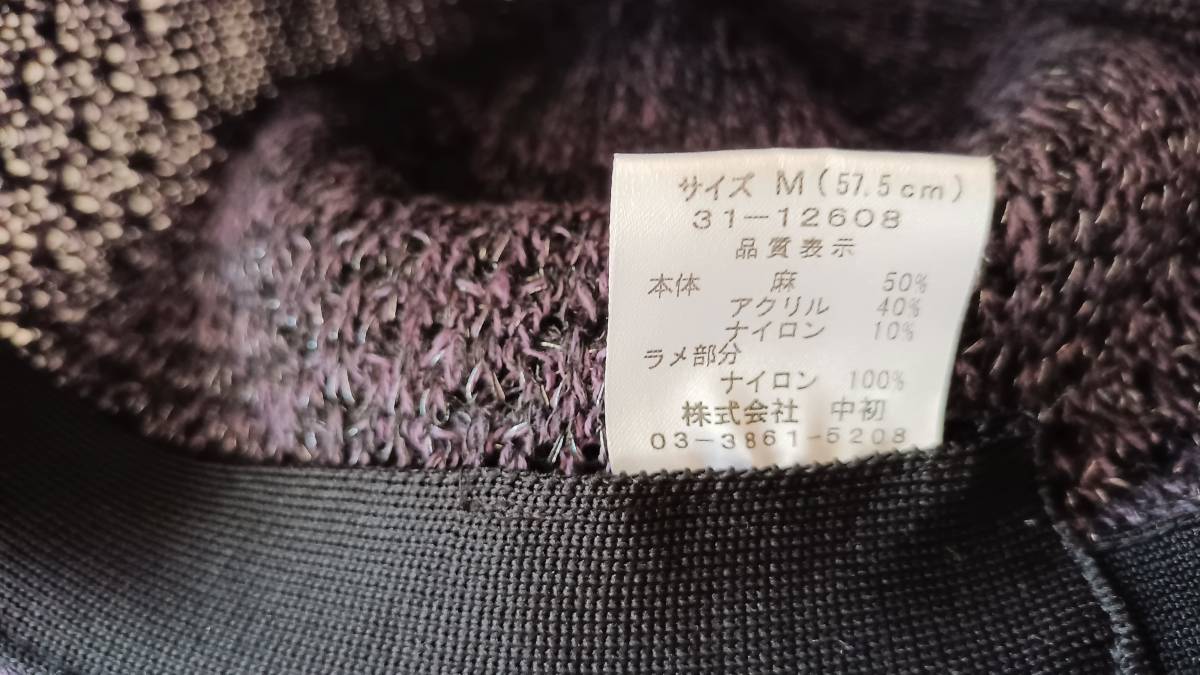 サイズ M(57.5cm)
31-12608
品質表示
本体 麻 50%
アクリル 40%
ナイロン 10%
ラメ部分
ナイロン 100%
株式会社 中初
03-3861-5208